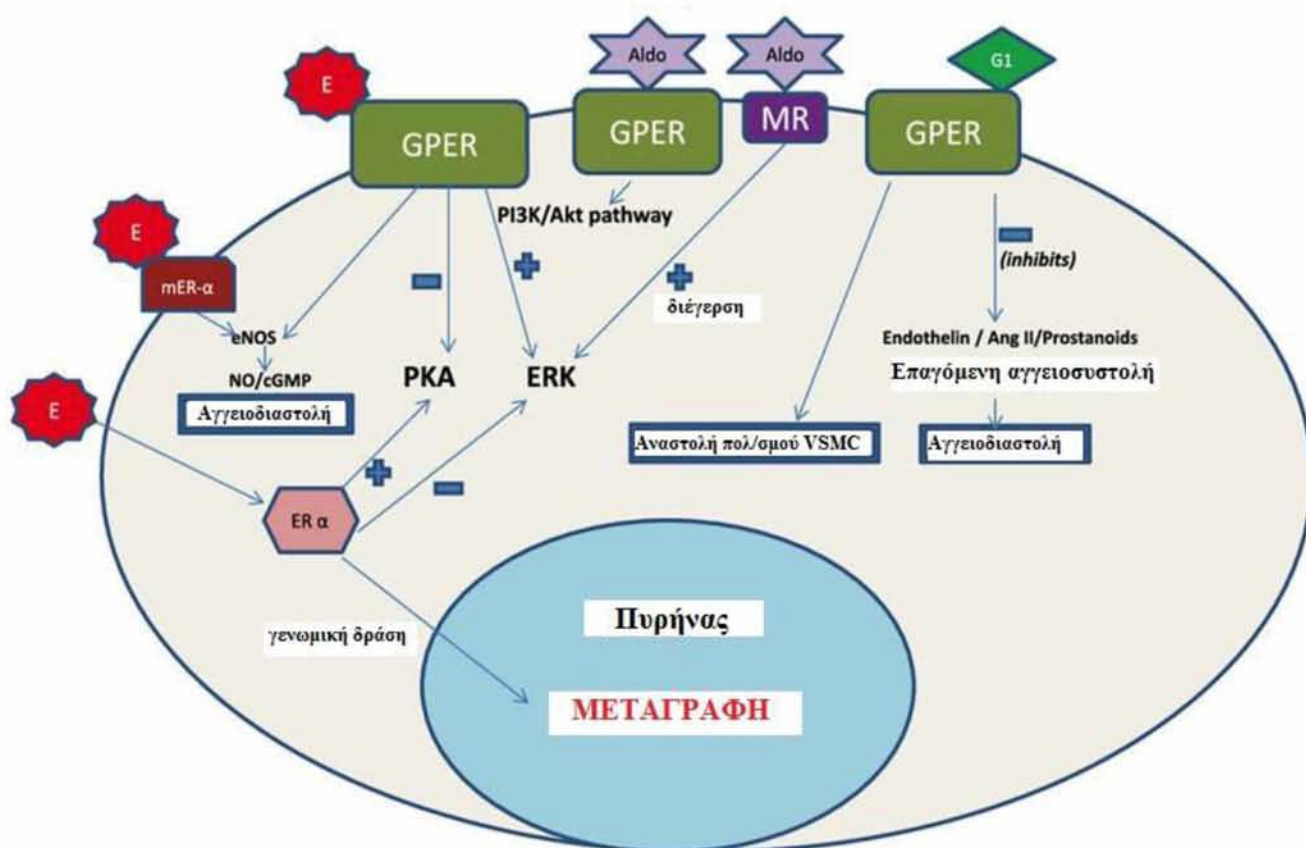 Aldo
Aldo
G1
E
GPER
GPER
MR
GPER
PI3K/Akt pathway
E
mER-α
(inhibits)
διέγερση
eNOS
NO/cGMP
Αγγειοδιαστολή
PKA
ERK
Endothelin / Ang II/Prostanoids
Επαγόμενη αγγειοσυστολή
E
Αναστολή πολ/σμού VSMC
Αγγειοδιαστολή
ER α
γενωμική δράση
Πυρήνας
ΜΕΤΑΓΡΑΦΗ